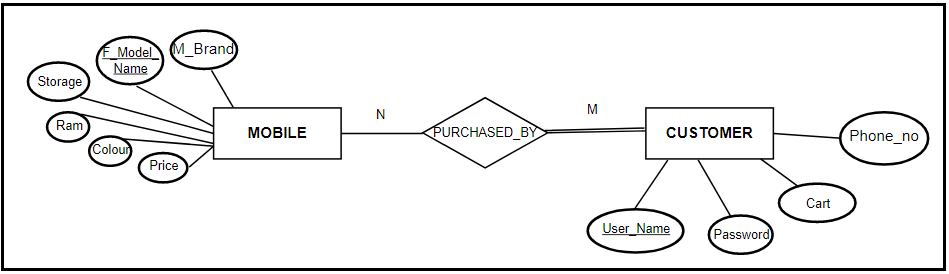 F_Model_
Name
M_Brand
Storage
Ram
Colour
Price
MOBILE
N
PURCHASED_BY
M
CUSTOMER
Phone_no
Cart
Password
User_Name